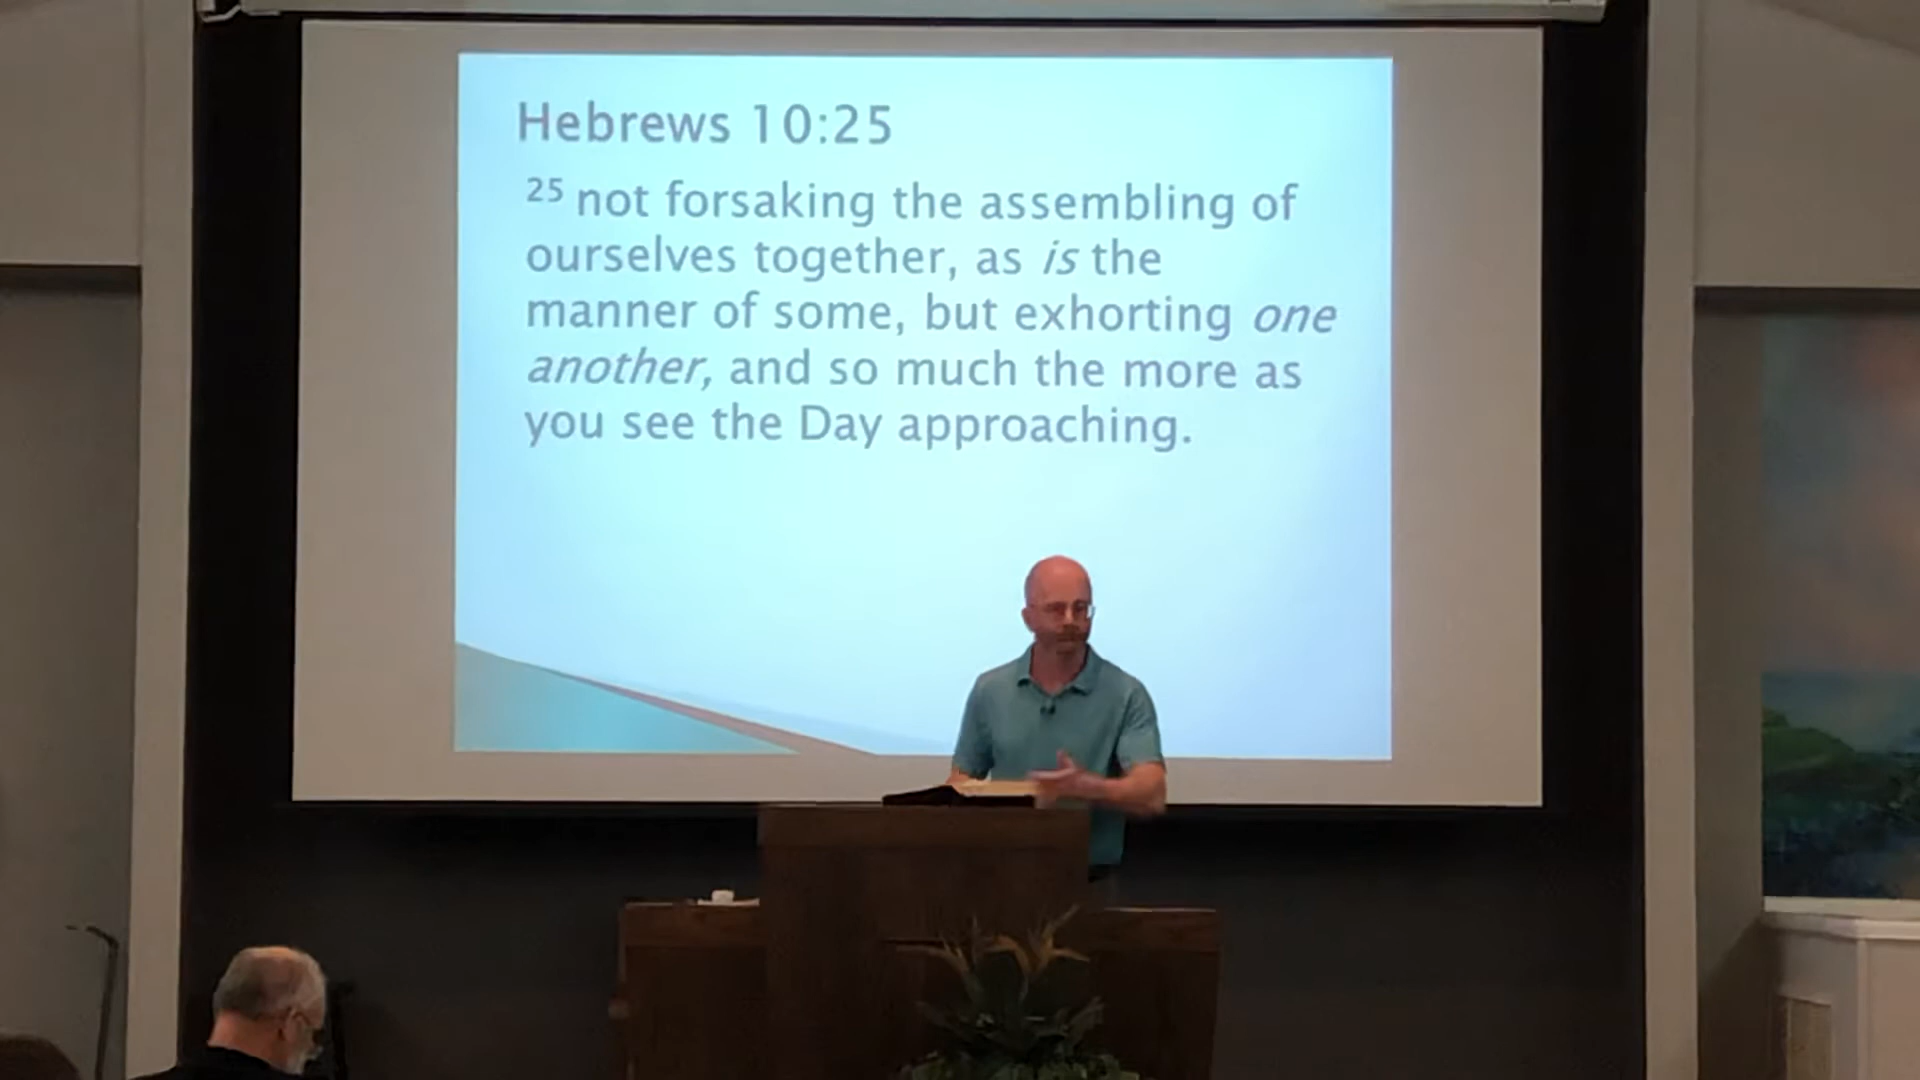 Hebrews 10:25
25 not forsaking the assembling of
ourselves together, as is the
manner of some, but exhorting one
another, and so much the more as
you see the Day approaching.